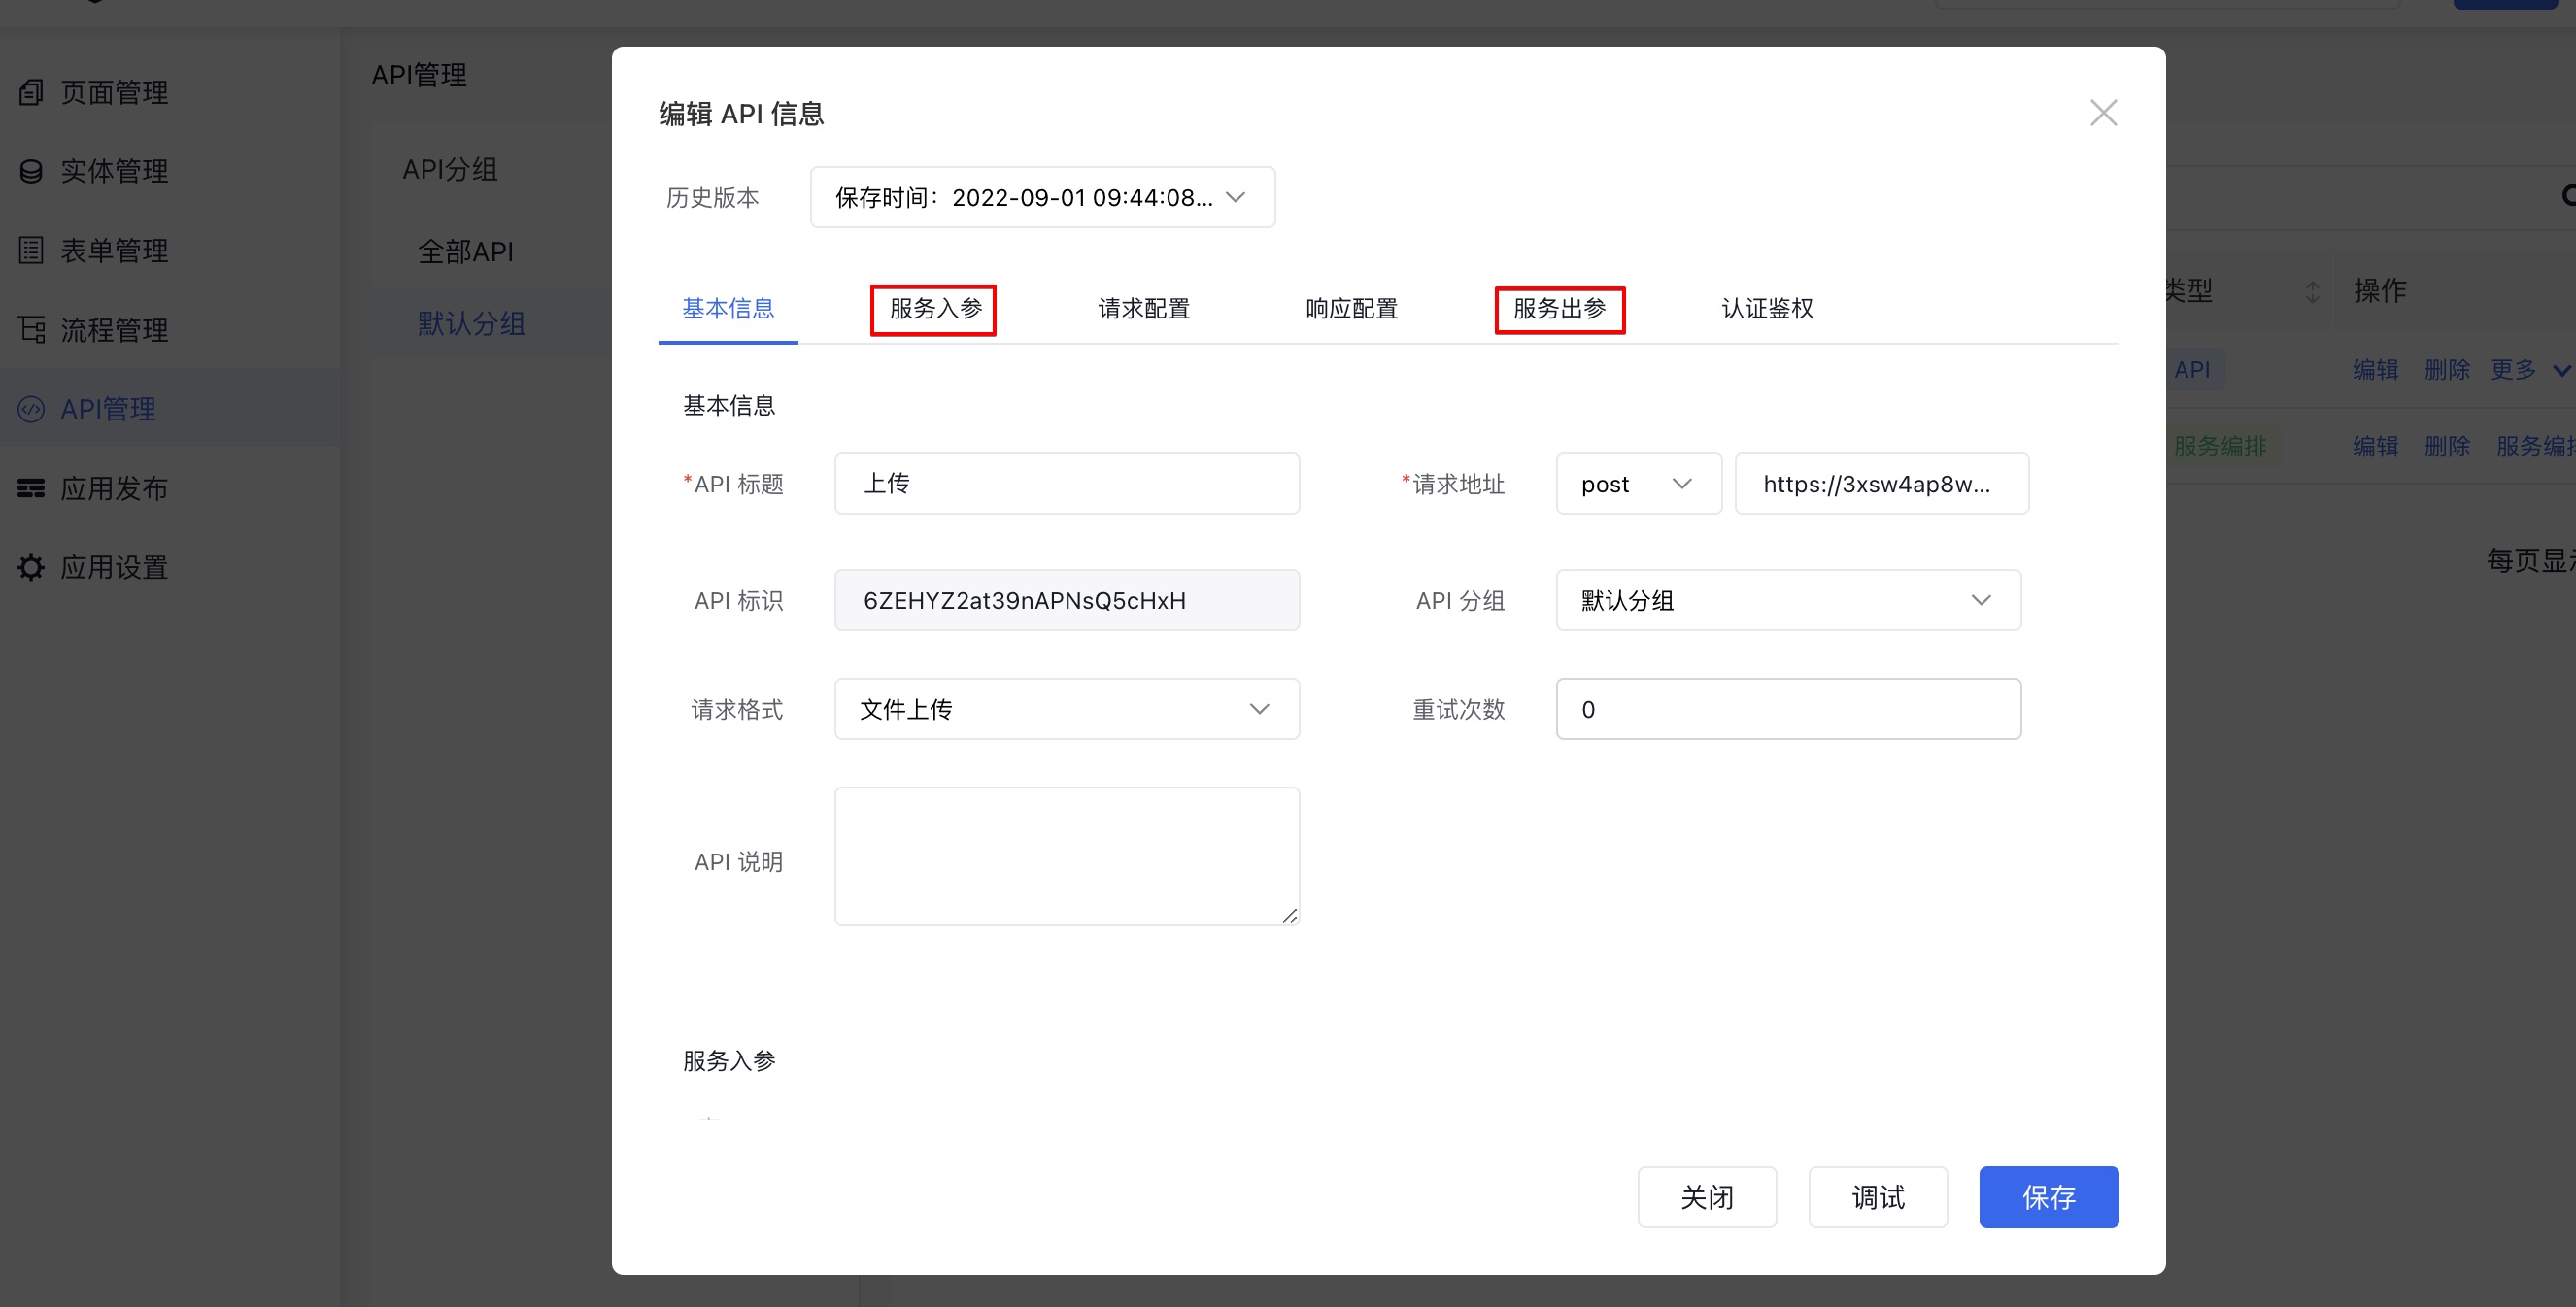 页面管理
实体管理
表单管理
流程管理
API管理
应用发布
应用设置
API管理
API分组
全部API
默认分组
编辑 API 信息
历史版本 保存时间：2022-09-01 09:44:08...
基本信息 服务入参 请求配置 响应配置 服务出参 认证鉴权
基本信息
*API 标题 上传 *请求地址 post https://3xsw4ap8w...
API 标识 6ZEHYZ2at39nAPNsQ5cHxH API 分组 默认分组
请求格式 文件上传 重试次数 0
API 说明
服务入参
关闭 调试 保存
类型 操作
API 编辑 删除 更多
服务编排 编辑 删除 服务编
每页显